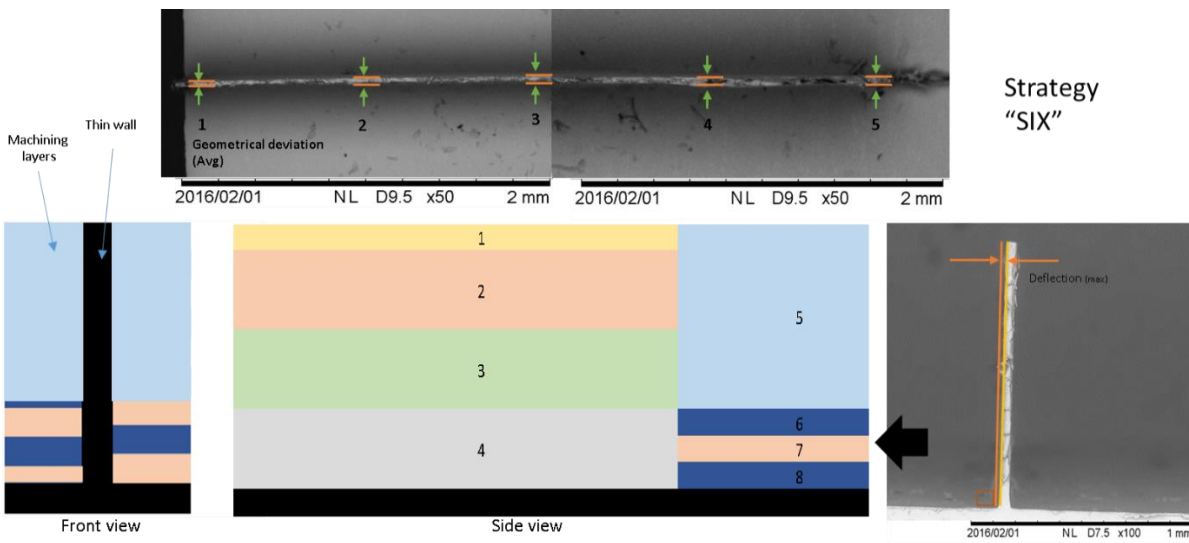 1
2
3
4
5
Geometrical deviation
(Avg)
2016/02/01 NL D9.5 x50 2 mm
2016/02/01 NL D9.5 x50 2 mm
Strategy
“SIX”
Machining
layers
Thin wall
Front view
1
2
3
4
5
6
7
8
Side view
Deflection (max)
2016/02/01 NL D7.5 x100 1 mm